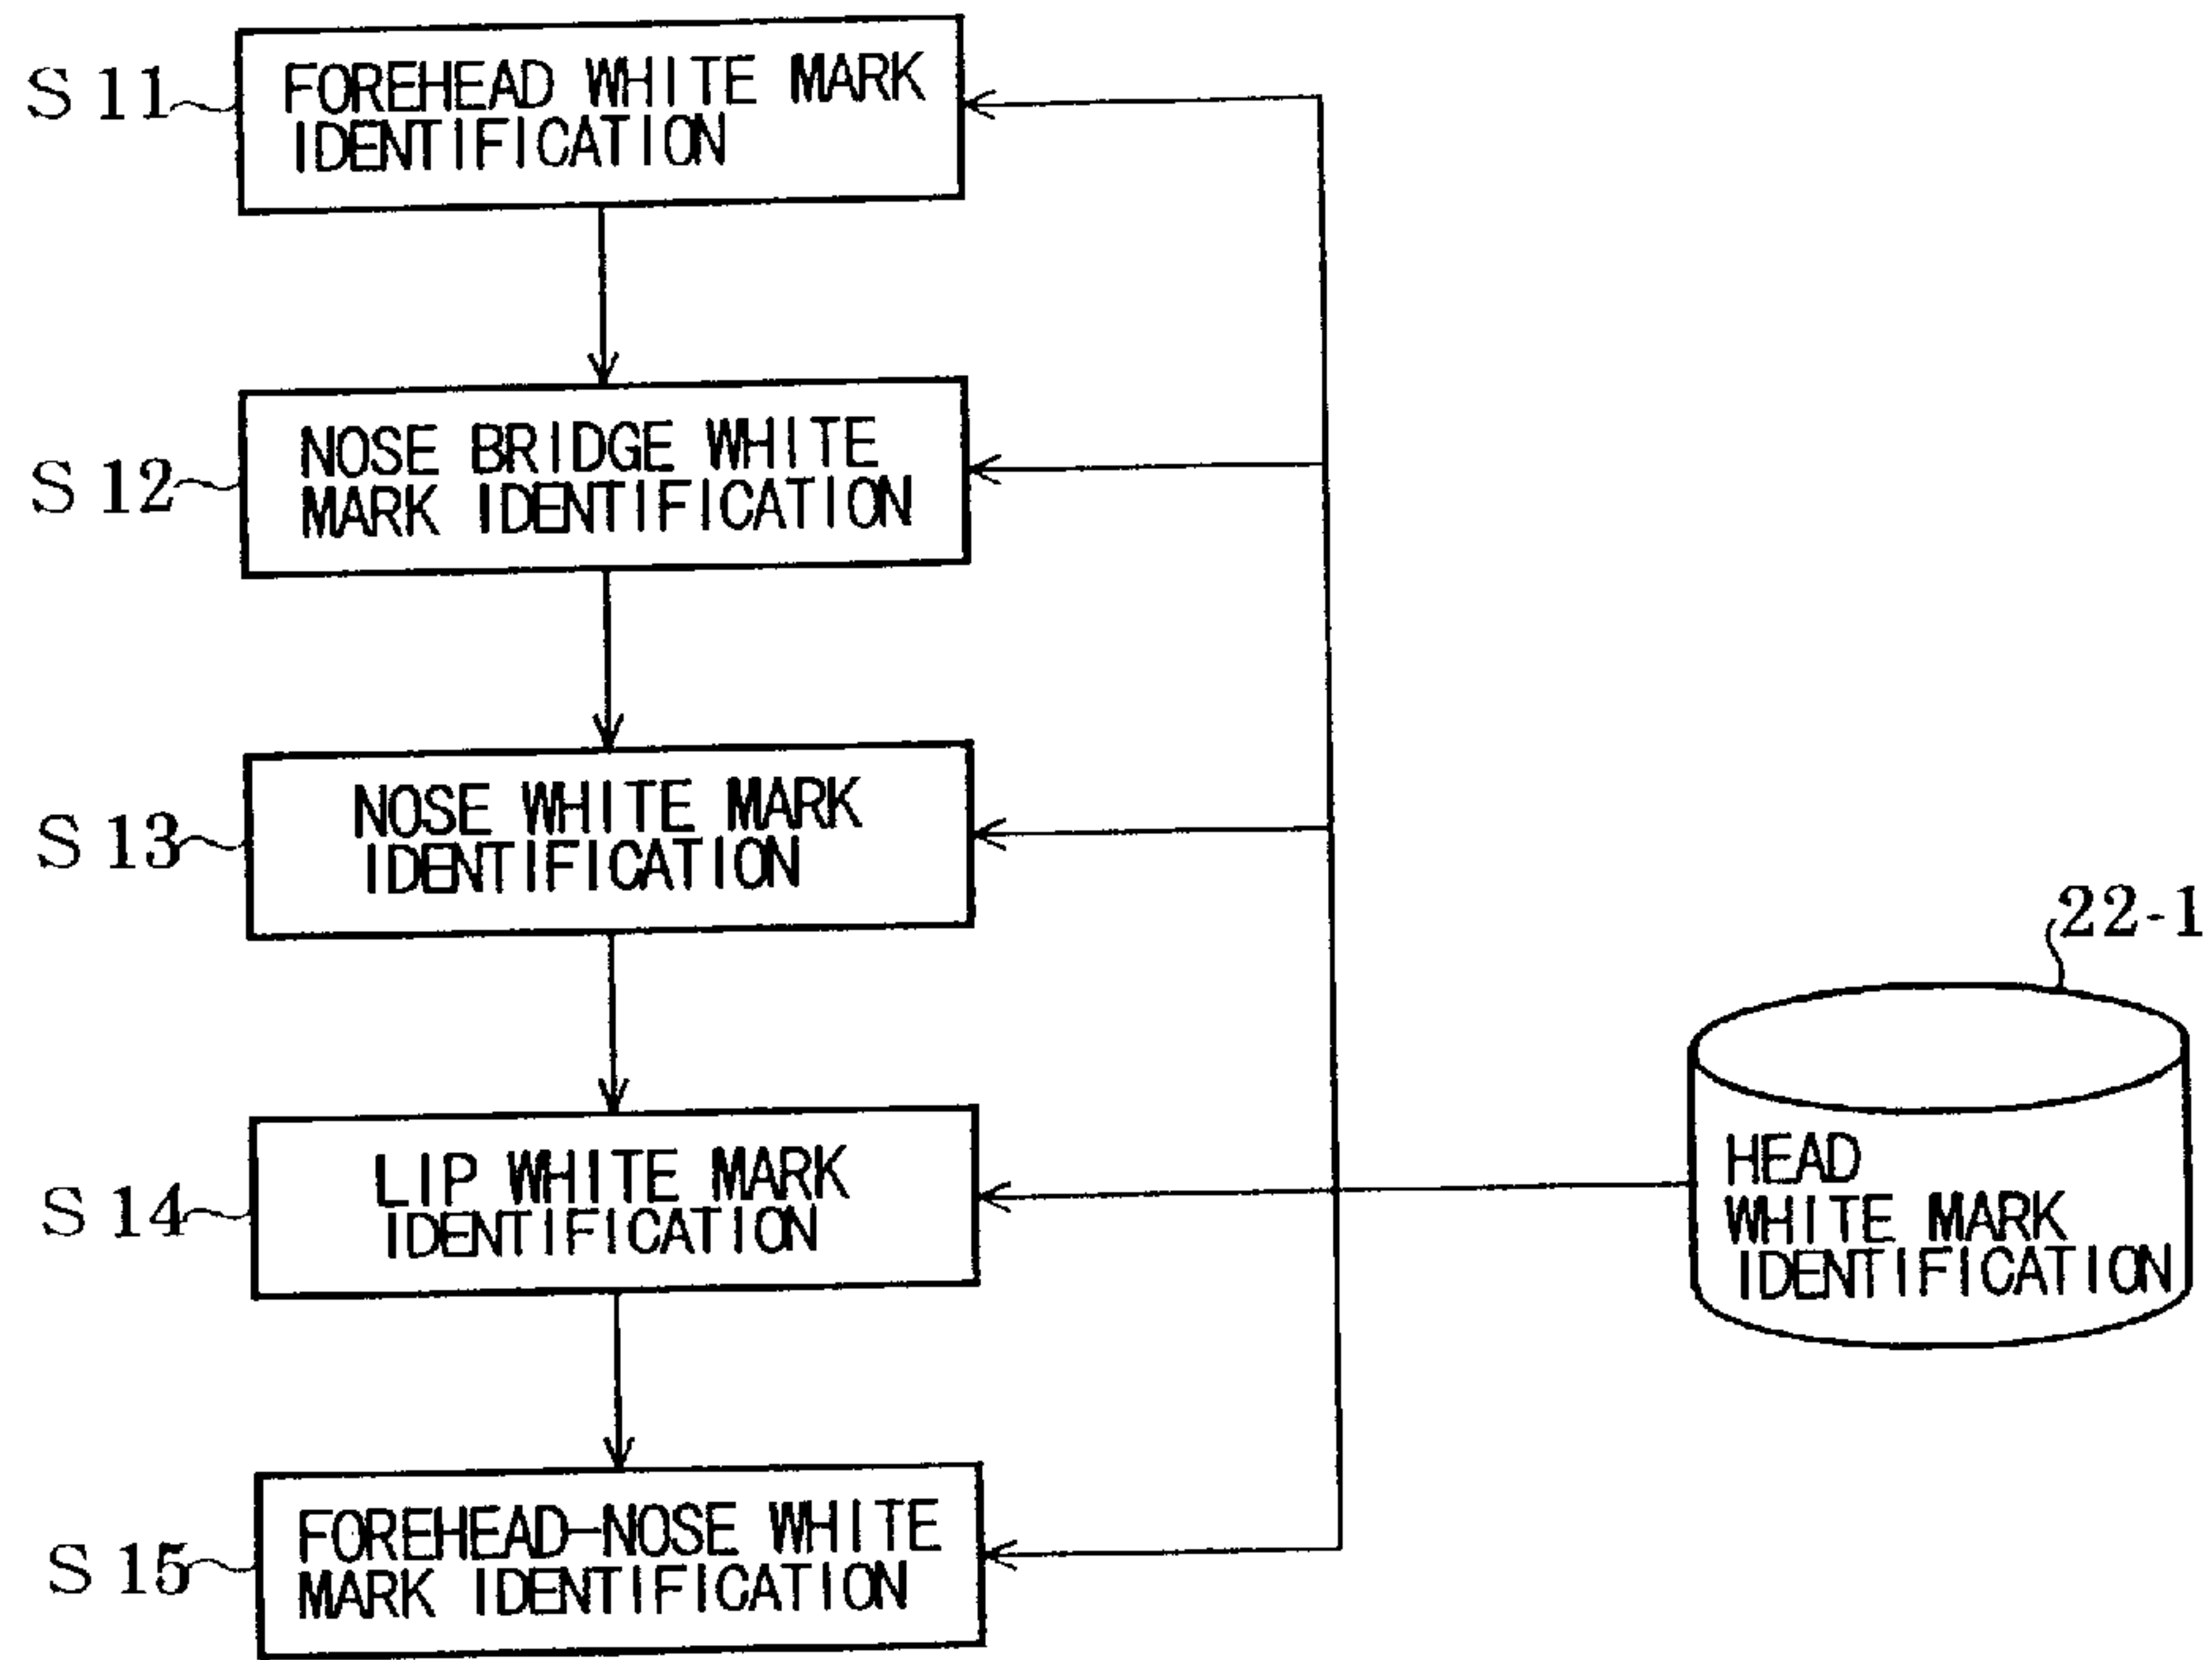 S 11
FOREHEAD WHITE MARK
IDENTIFICATION
S 12
NOSE BRIDGE WHITE
MARK IDENTIFICATION
S 13
NOSE WHITE MARK
IDENTIFICATION
22-1
S 14
LIP WHITE MARK
IDENTIFICATION
HEAD
WHITE MARK
IDENTIFICATION
S 15
FOREHEAD-NOSE WHITE
MARK IDENTIFICATION